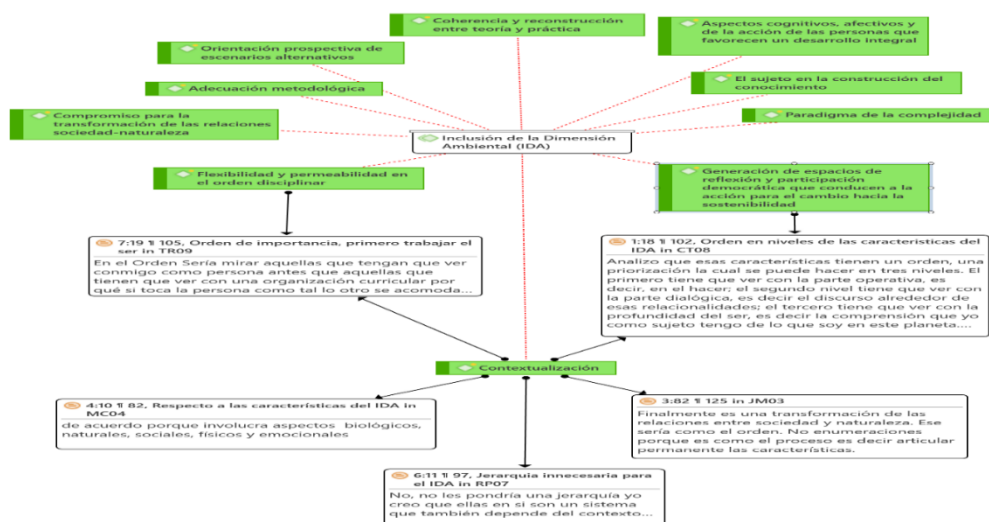 Coherencia y reconstrucción
entre teoría y práctica
Aspectos cognitivos, afectivos y
de la acción de las personas que
favorecen un desarrollo integral
Orientación prospectiva de
escenarios alternativos
El sujeto en la construcción del
conocimiento
Adecuación metodológica
Compromiso para la
transformación de las relaciones
sociedad-naturaleza
Paradigma de la complejidad
Inclusión de la Dimensión
Ambiental (IDA)
Flexibilidad y permeabilidad en
el orden disciplinar
Generación de espacios de
reflexión y participación
democrática que conducen a la
acción para el cambio hacia la
sostenibilidad
7:19 ¶ 105, Orden de importancia, primero trabajar el
ser in TR09
En el Orden Sería mirar aquellas que tengan que ver
conmigo como persona antes que aquellas que
tienen que ver con una organización curricular por
qué si toca la persona como tal lo otro se acomoda...
1:18 ¶ 102, Orden en niveles de las caracteristicas del
IDA in CT08
Analizo que esas características tienen un orden, una
priorización la cual se puede hacer en tres niveles. El
primero tiene que ver con la parte operativa, es
decir, en el hacer; el segundo nivel tiene que ver con
la parte dialógica, es decir el discurso alrededor de
esas relacionalidades; el tercero tiene que ver con la
profundidad del ser, es decir la comprensión que yo
como sujeto tengo de lo que soy en este planeta....
Contextualización
4:10 ¶ 82, Respecto a las características del IDA in
MC04
de acuerdo porque involucra aspectos biológicos,
naturales, sociales, físicos y emocionales
3:82 ¶ 125 in JM03
Finalmente es una transformación de las
relaciones entre sociedad y naturaleza. Ese
sería como el orden. No enumeraciones
porque es como el proceso es decir articular
permanente las características.
6:11 ¶ 97, Jerarquia innecesaria para
el IDA in RP07
No, no les pondría una jerarquía yo
creo que ellas en si son un sistema
que también depende del contexto...